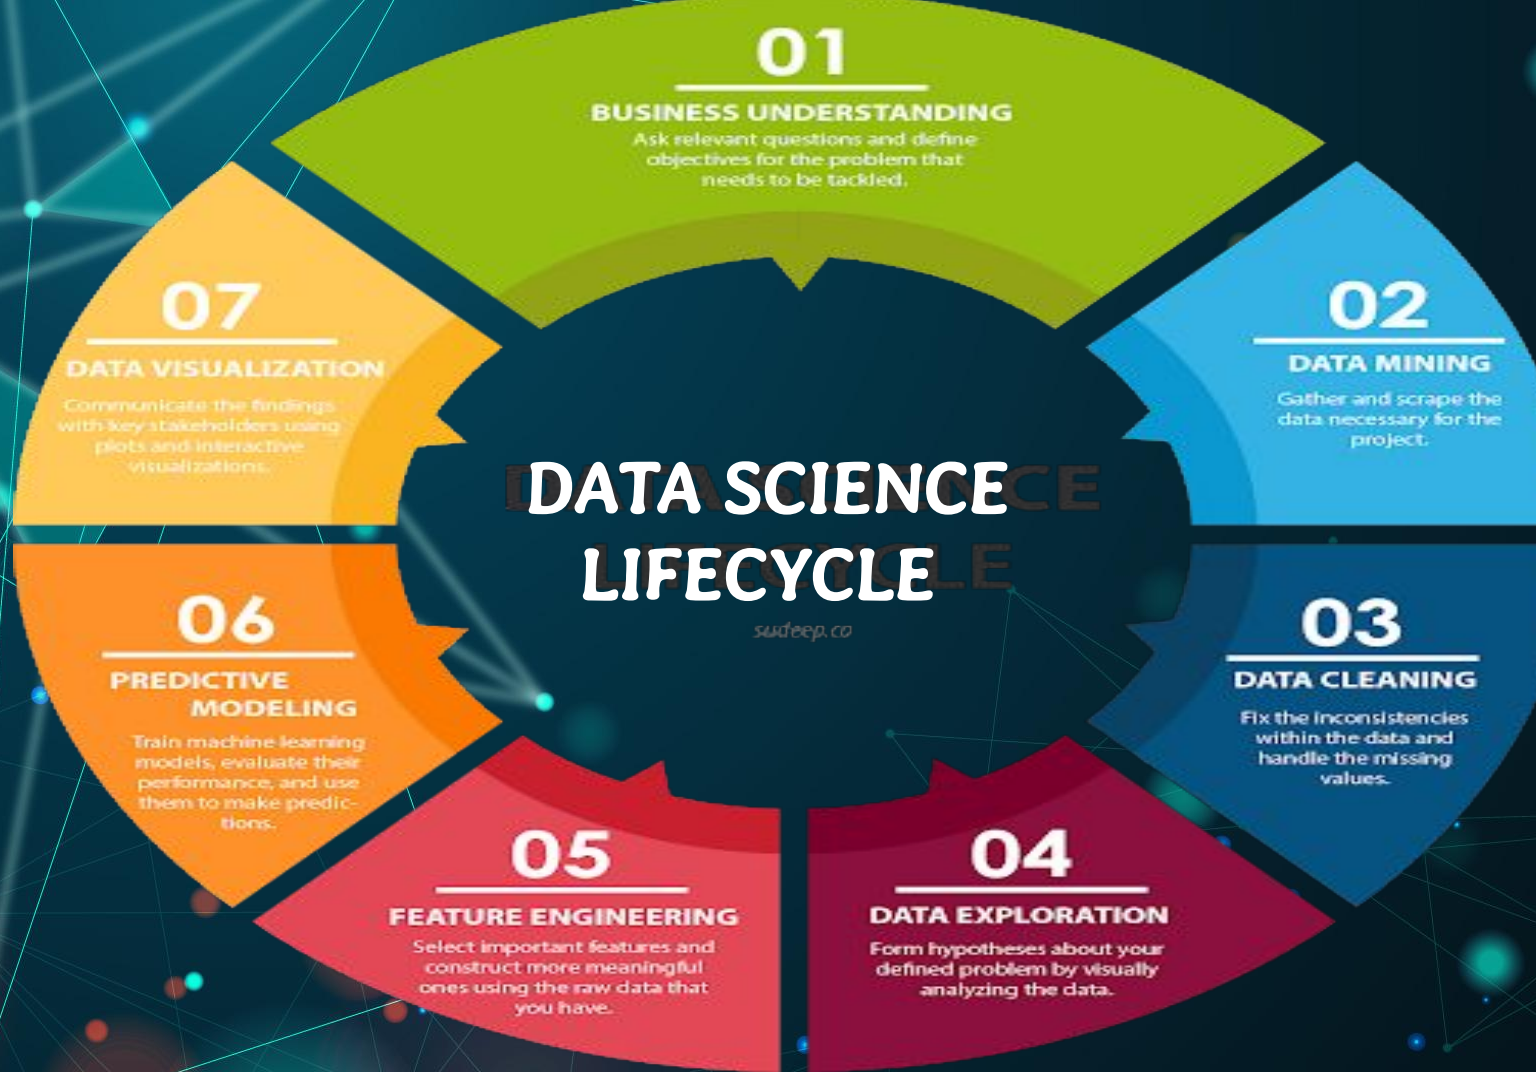 01
BUSINESS UNDERSTANDING
Ask relevant questions and define
objectives for the problem that
needs to be tackled.
02
DATA MINING
Gather and scrape the
data necessary for the
project.
03
DATA CLEANING
Fix the inconsistencies
within the data and
handle the missing
values.
04
DATA EXPLORATION
Form hypotheses about your
defined problem by visually
analyzing the data.
05
FEATURE ENGINEERING
Select important features and
construct more meaningful
ones using the raw data that
you have.
06
PREDICTIVE
MODELING
Train machine learning
models, evaluate their
performance, and use
them to make predic-
tions.
07
DATA VISUALIZATION
Communicate the findings
with key stakeholders using
plots and interactive
visualizations.
DATA SCIENCE
LIFECYCLE
DATA SCIENCE
LIFECYCLE
sudeep.co